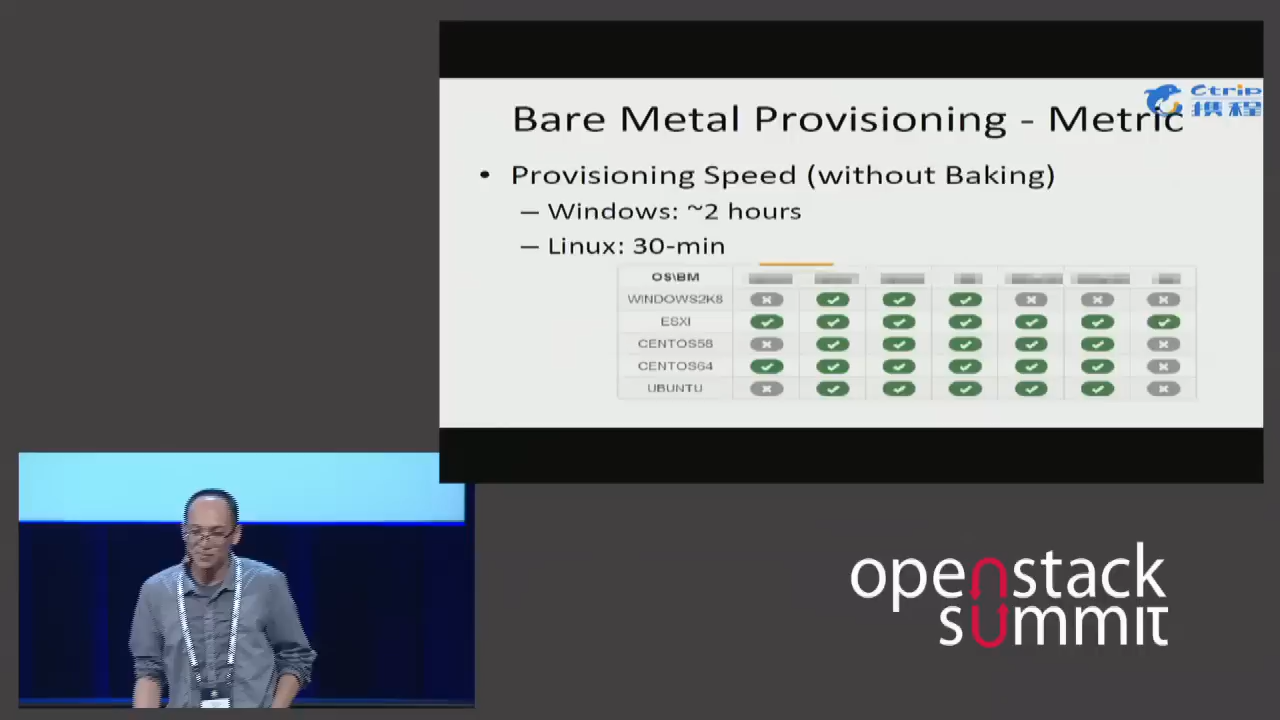 Ctrip
携程
Bare Metal Provisioning - Metric
• Provisioning Speed (without Baking)
– Windows: ~2 hours
– Linux: 30-min
OS\BM
WINDOWS2K8
ESXI
CENTOS58
CENTOS64
UBUNTU
openstack
summit